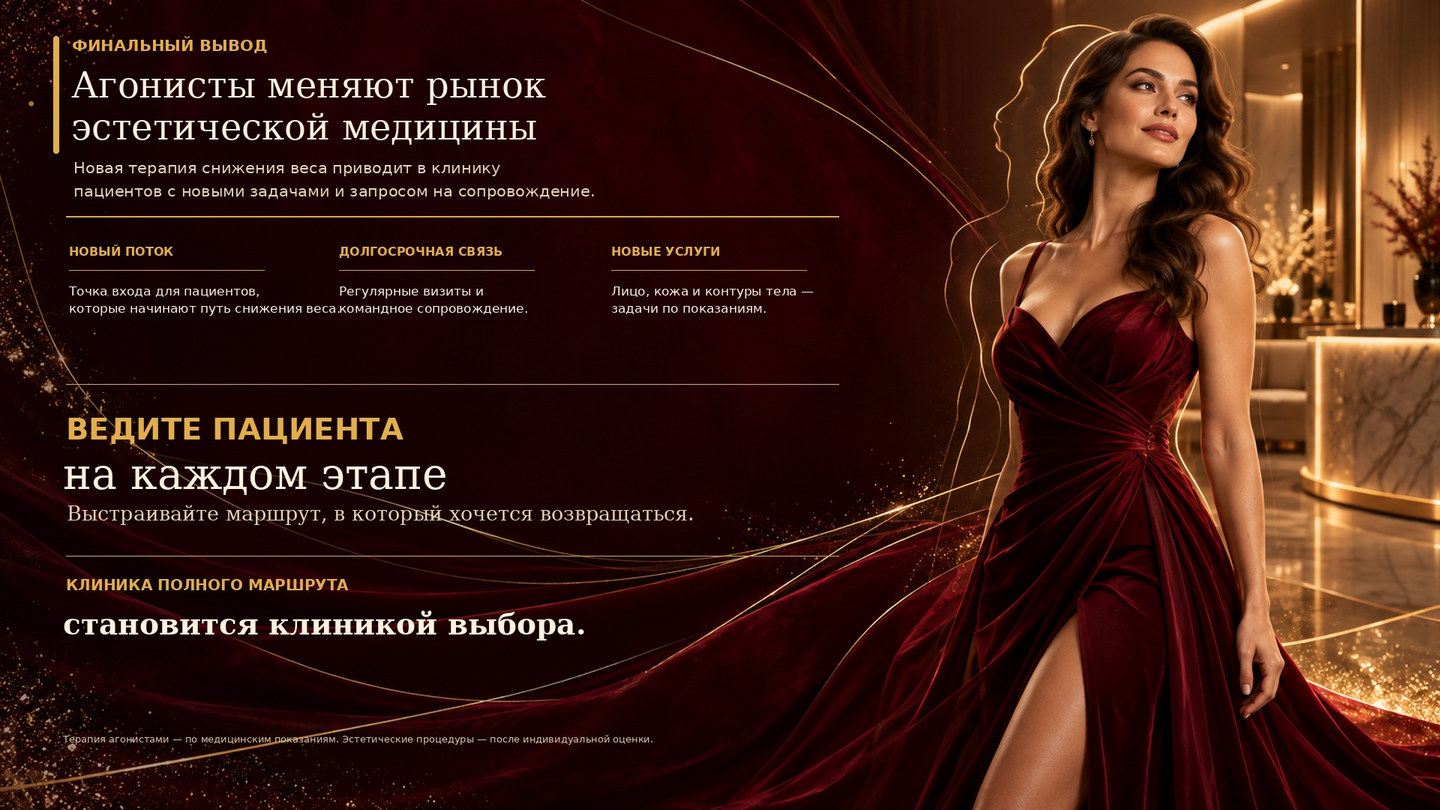 ФИНАЛЬНЫЙ ВЫВОД
Агонисты меняют рынок
эстетической медицины
Новая терапия снижения веса приводит в клинику
пациентов с новыми задачами и запросом на сопровождение.
НОВЫЙ ПОТОК
Точка входа для пациентов,
которые начинают путь снижения веса.
ДОЛГОСРОЧНАЯ СВЯЗЬ
Регулярные визиты и
командное сопровождение.
НОВЫЕ УСЛУГИ
Лицо, кожа и контуры тела —
задачи по показаниям.
ВЕДИТЕ ПАЦИЕНТА
на каждом этапе
Выстраивайте маршрут, в который хочется возвращаться.
КЛИНИКА ПОЛНОГО МАРШРУТА
становится клиникой выбора.
Терапия агонистами — по медицинским показаниям. Эстетические процедуры — после индивидуальной оценки.